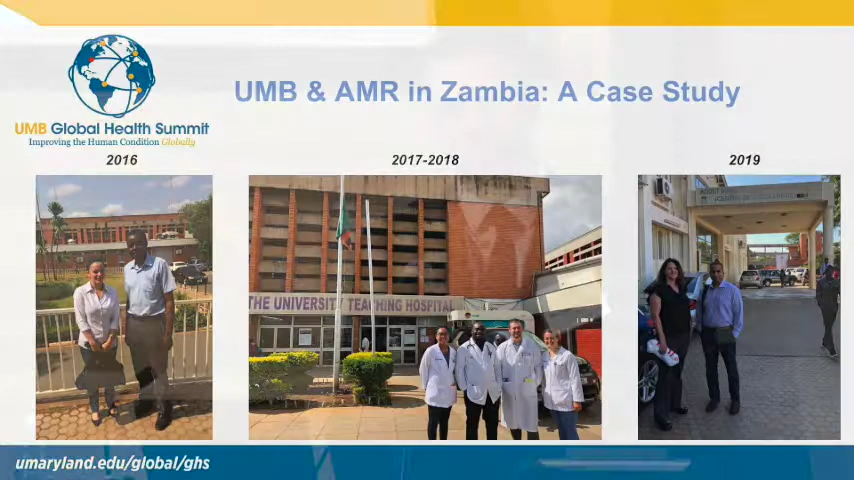 UMB & AMR in Zambia: A Case Study
UMB Global Health Summit
Improving the Human Condition Globally
2016
2017-2018
2019
THE UNIVERSITY TEACHING HOSPITAL
umaryland.edu/global/ghs